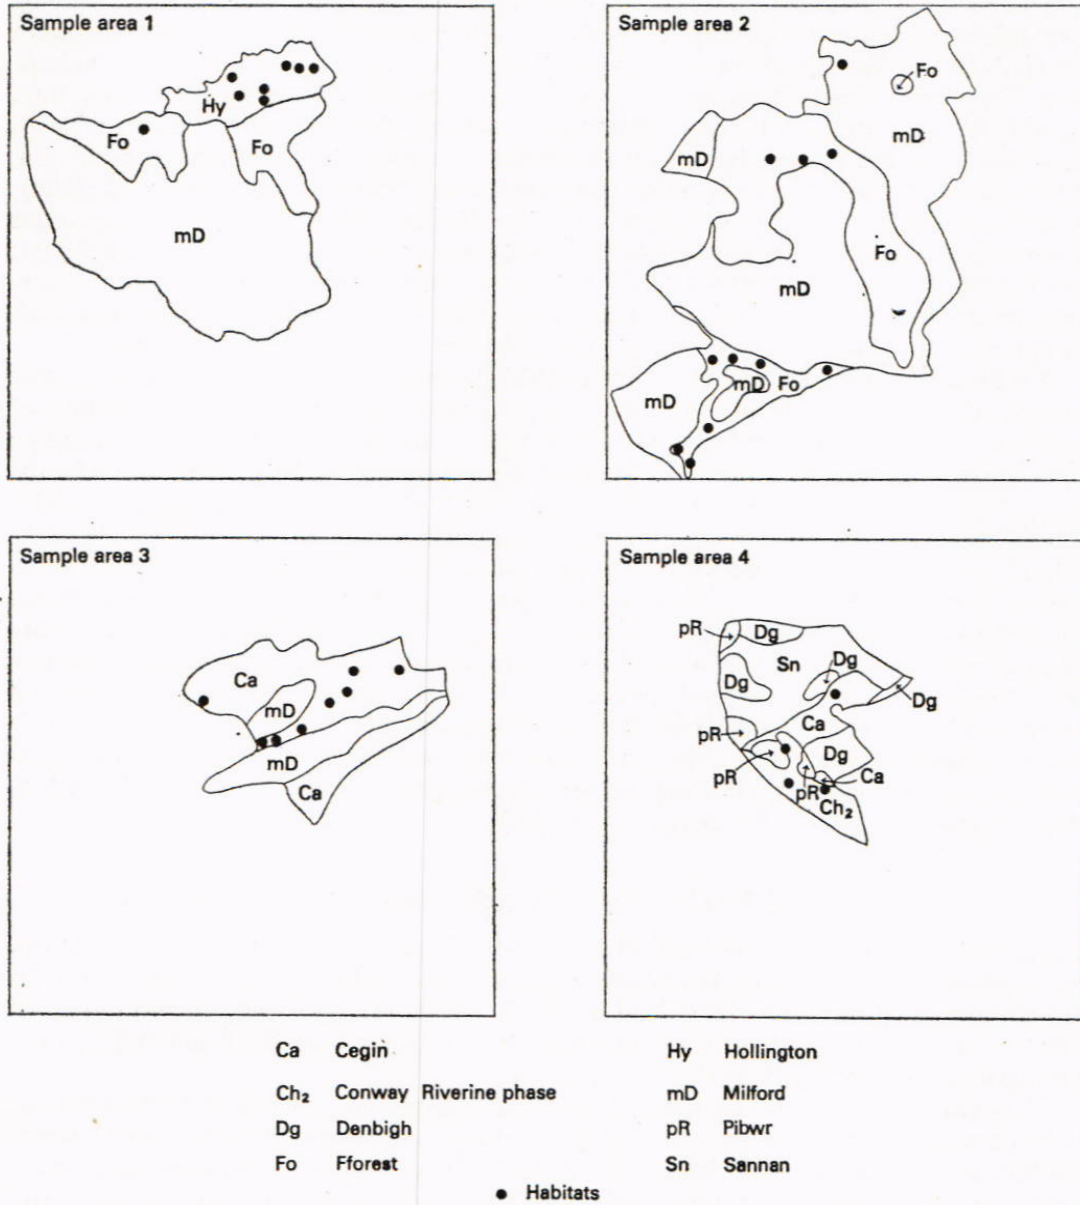 Sample area 1
Hy
Fo
Fo
mD
Sample area 2
Fo
mD
mD
Fo
mD
mD
Fo
mD
Sample area 3
Ca
mD
mD
Ca
Sample area 4
pR
Dg
Sn
Dg
Dg
Dg
Ca
pR
Dg
pR
Ca
pR
Ch₂
Ca Cegin
Ch₂ Conway Riverine phase
Dg Denbigh
Fo Fforest
Hy Hollington
mD Milford
pR Pibwr
Sn Sannan
Habitats